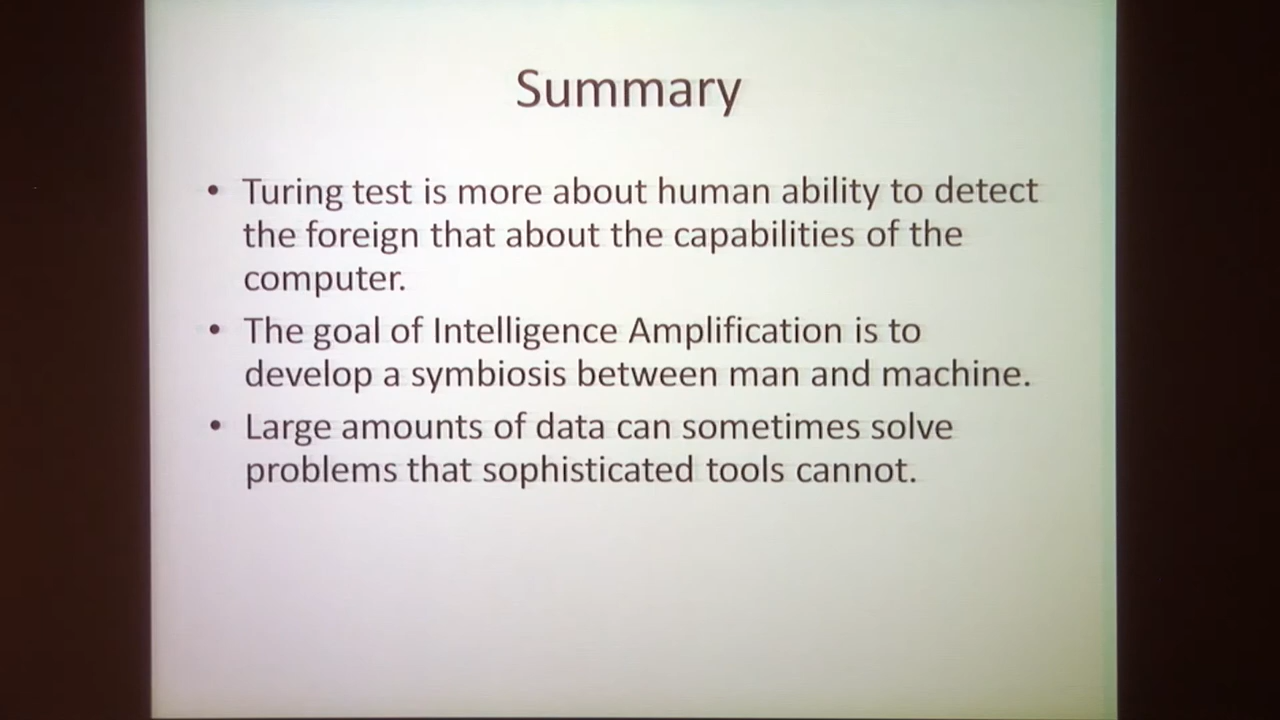 Summary
• Turing test is more about human ability to detect
the foreign that about the capabilities of the
computer.
• The goal of Intelligence Amplification is to
develop a symbiosis between man and machine.
• Large amounts of data can sometimes solve
problems that sophisticated tools cannot.